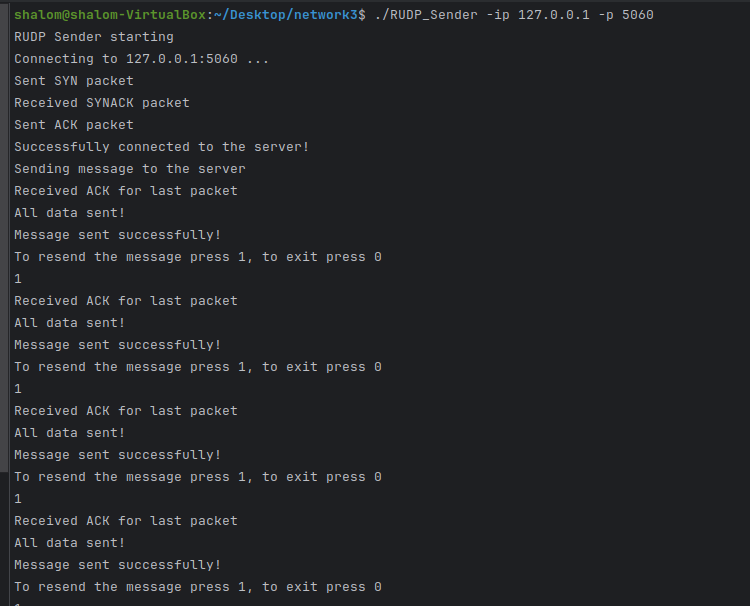 shalom@shalom-VirtualBox:~/Desktop/network3$ ./RUDP_Sender -ip 127.0.0.1 -p 5060
RUDP Sender starting
Connecting to 127.0.0.1:5060 ...
Sent SYN packet
Received SYNACK packet
Sent ACK packet
Successfully connected to the server!
Sending message to the server
Received ACK for last packet
All data sent!
Message sent successfully!
To resend the message press 1, to exit press 0
1
Received ACK for last packet
All data sent!
Message sent successfully!
To resend the message press 1, to exit press 0
1
Received ACK for last packet
All data sent!
Message sent successfully!
To resend the message press 1, to exit press 0
1
Received ACK for last packet
All data sent!
Message sent successfully!
To resend the message press 1, to exit press 0